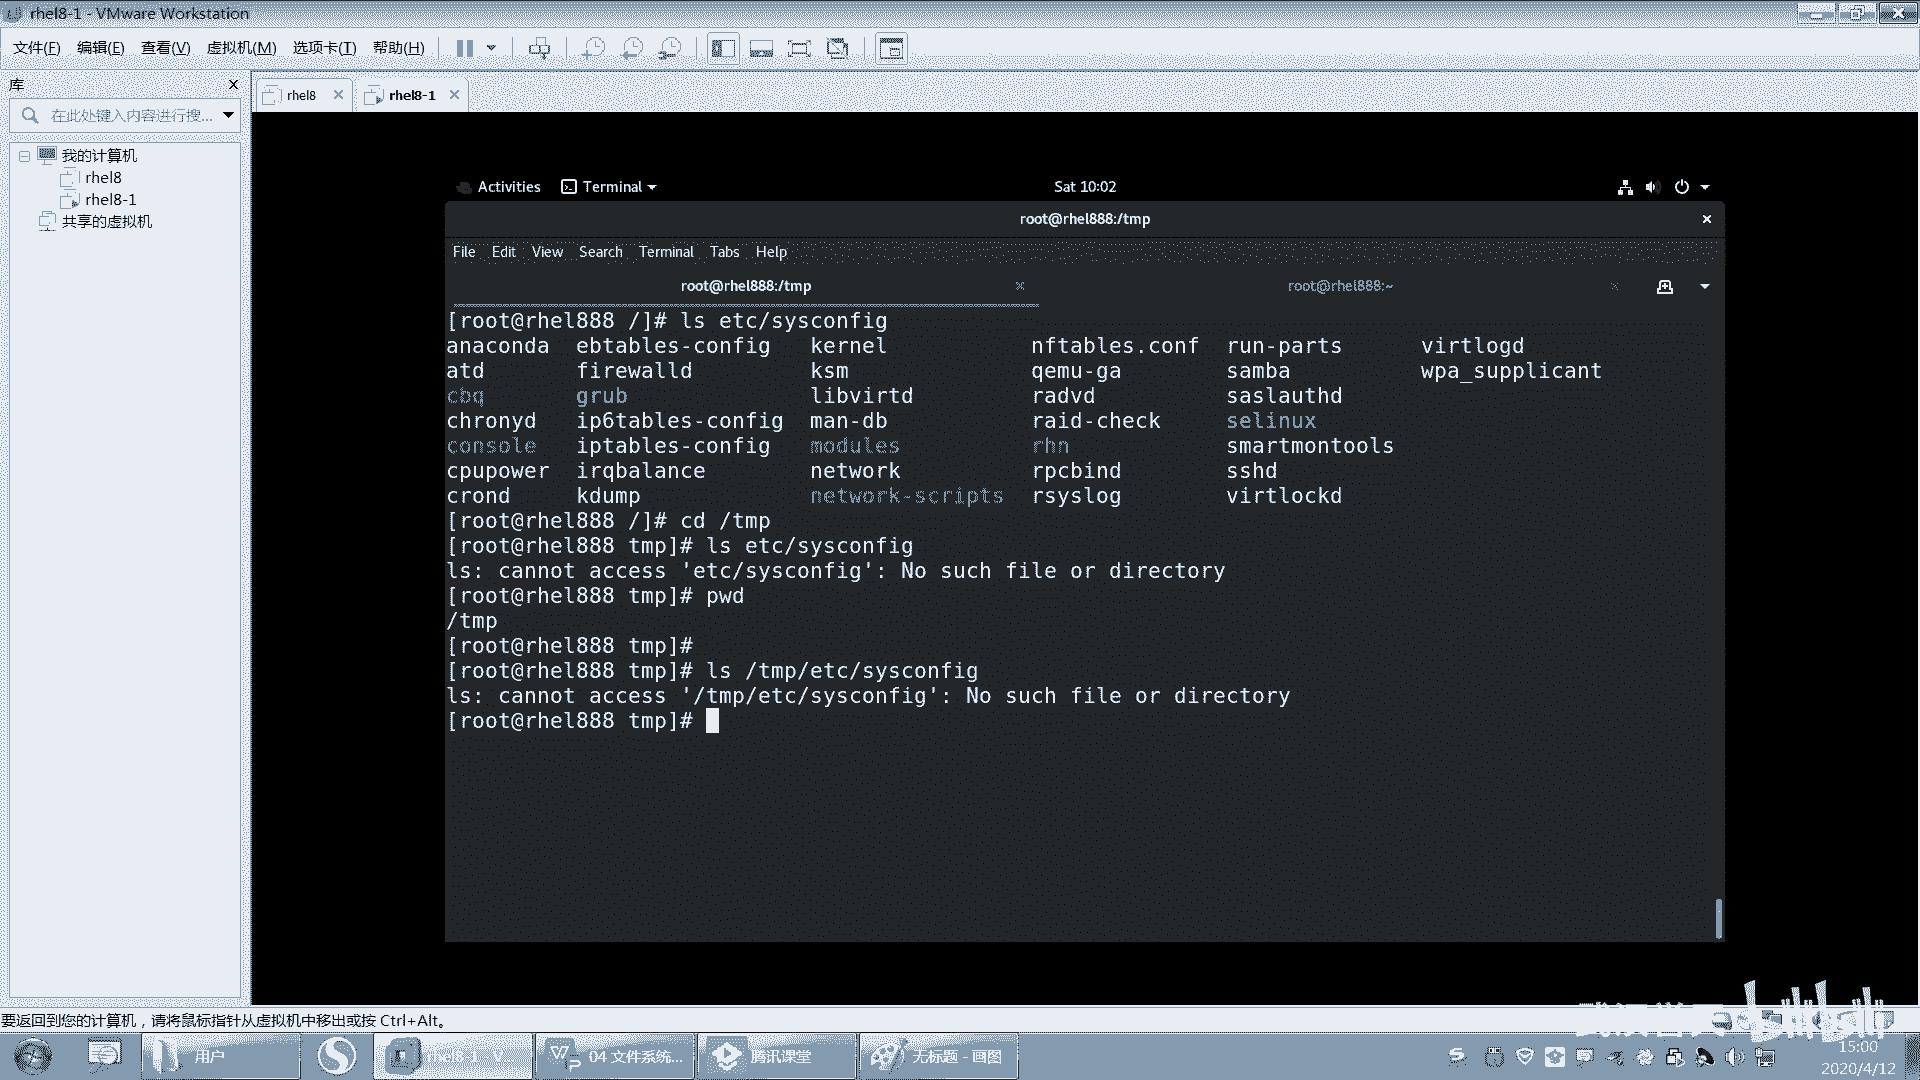 rhel8-1 - VMware Workstation
文件(F) 编辑(E) 查看(V) 虚拟机(M) 选项卡(T) 帮助(H)
库
在此处键入内容进行搜...
我的计算机
rhel8
rhel8-1
共享的虚拟机
rhel8 rhel8-1
Activities Terminal Sat 10:02
root@rhel888:/tmp
File Edit View Search Terminal Tabs Help
root@rhel888:/tmp root@rhel888:~
[root@rhel888 /]# ls etc/sysconfig
anaconda ebtables-config kernel nftables.conf run-parts virtlogd
atd firewalld ksm qemu-ga samba wpa_supplicant
cbq grub libvirtd radvd saslauthd
chronyd ip6tables-config man-db raid-check selinux
console iptables-config modules rhn smartmontools
cpupower irqbalance network rpcbind sshd
crond kdump network-scripts rsyslog virtlockd
[root@rhel888 /]# cd /tmp
[root@rhel888 tmp]# ls etc/sysconfig
ls: cannot access 'etc/sysconfig': No such file or directory
[root@rhel888 tmp]# pwd
/tmp
[root@rhel888 tmp]#
[root@rhel888 tmp]# ls /tmp/etc/sysconfig
ls: cannot access '/tmp/etc/sysconfig': No such file or directory
[root@rhel888 tmp]#
要返回到您的计算机，请将鼠标指针从虚拟机中移出或按 Ctrl+Alt。
用户 rhel8-1 - V... 04 文件系统... 腾讯课堂 无标题 - 画图
15:00
2020/4/12